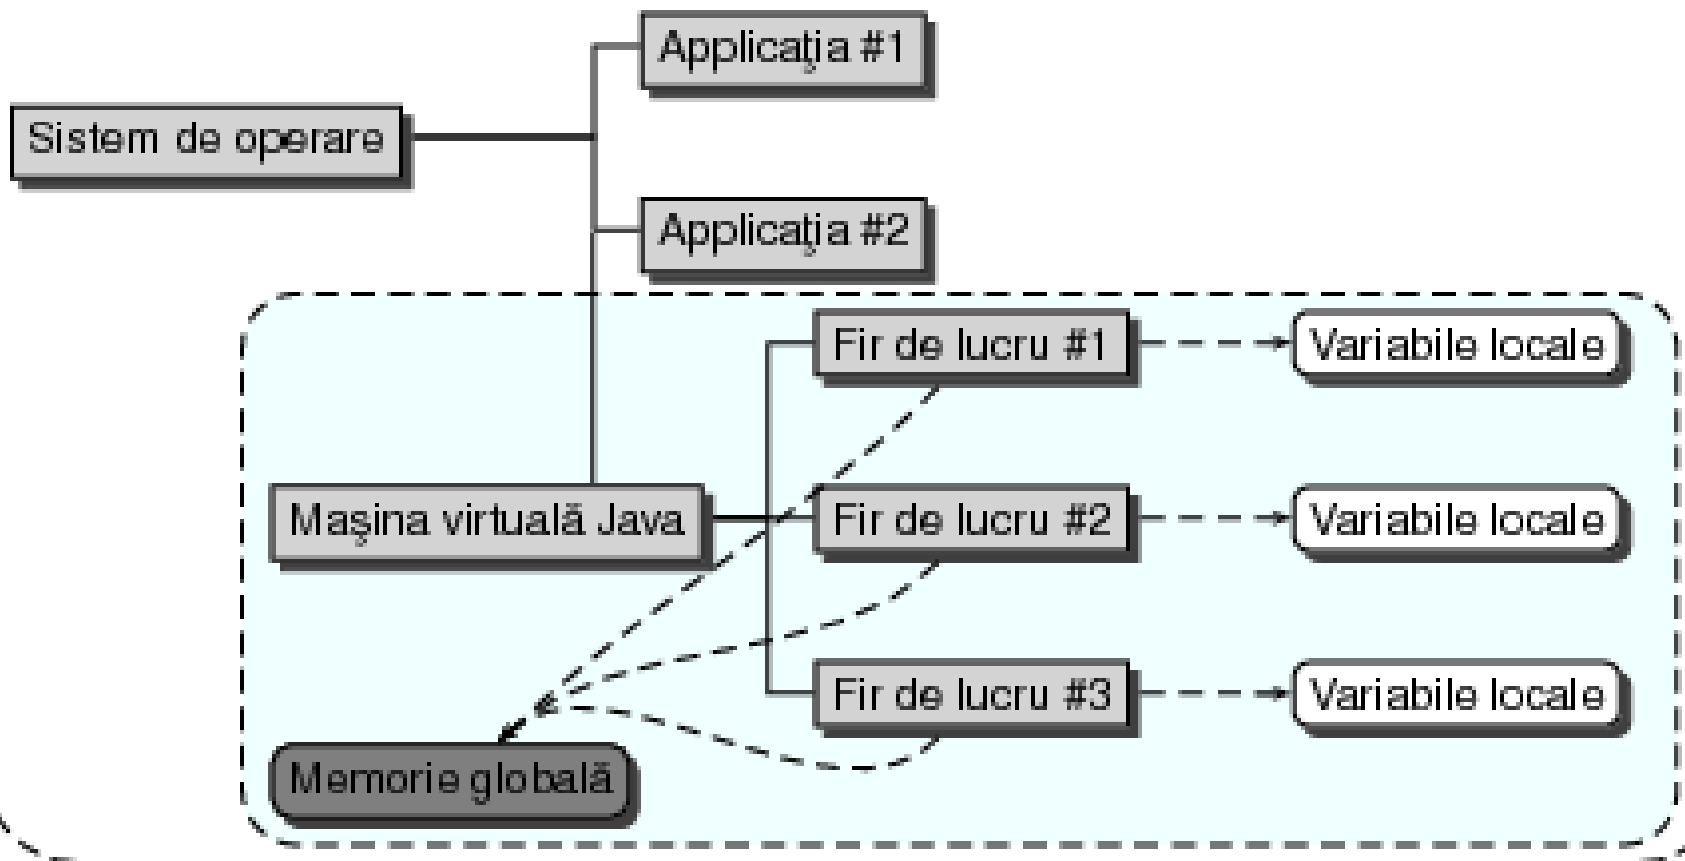 Applicaţia #1
Sistem de operare
Applicaţia #2
Fir de lucru #1
Variabile locale
Maşina virtuală Java
Fir de lucru #2
Variabile locale
Fir de lucru #3
Variabile locale
Memorie globală